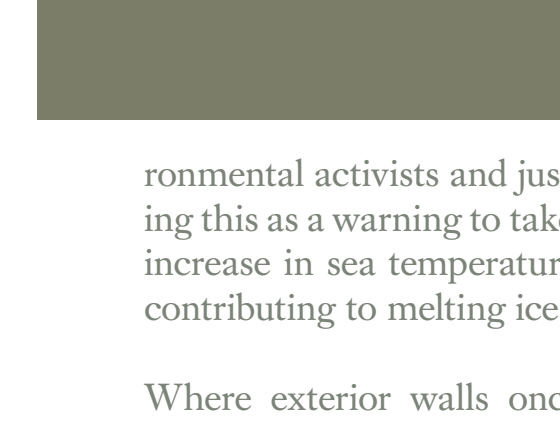 ronmental activists and jus
ing this as a warning to tak
increase in sea temperatur
contributing to melting ice
Where exterior walls onc